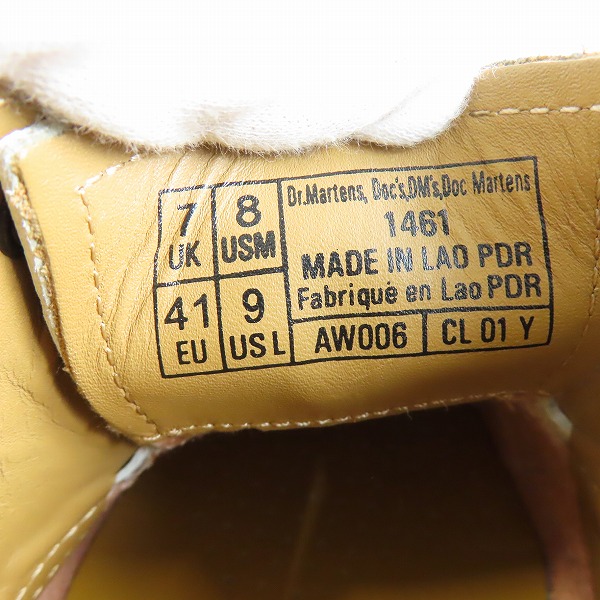 7 UK
8 USM
41 EU
9 US L
Dr.Martens, Doc's,DM's,Doc Martens
1461
MADE IN LAO PDR
Fabriqué en Lao PDR
AW006
CL 01 Y